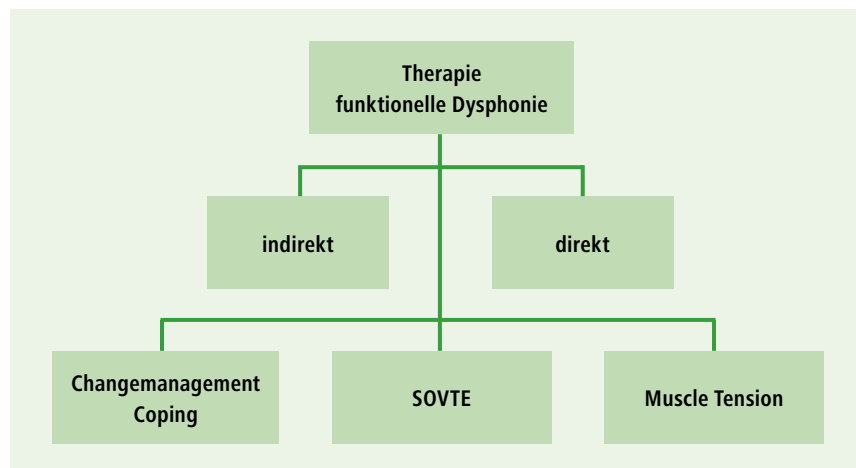 Therapie
funktionelle Dysphonie
indirekt
direkt
Changemanagement
Coping
SOVTE
Muscle Tension